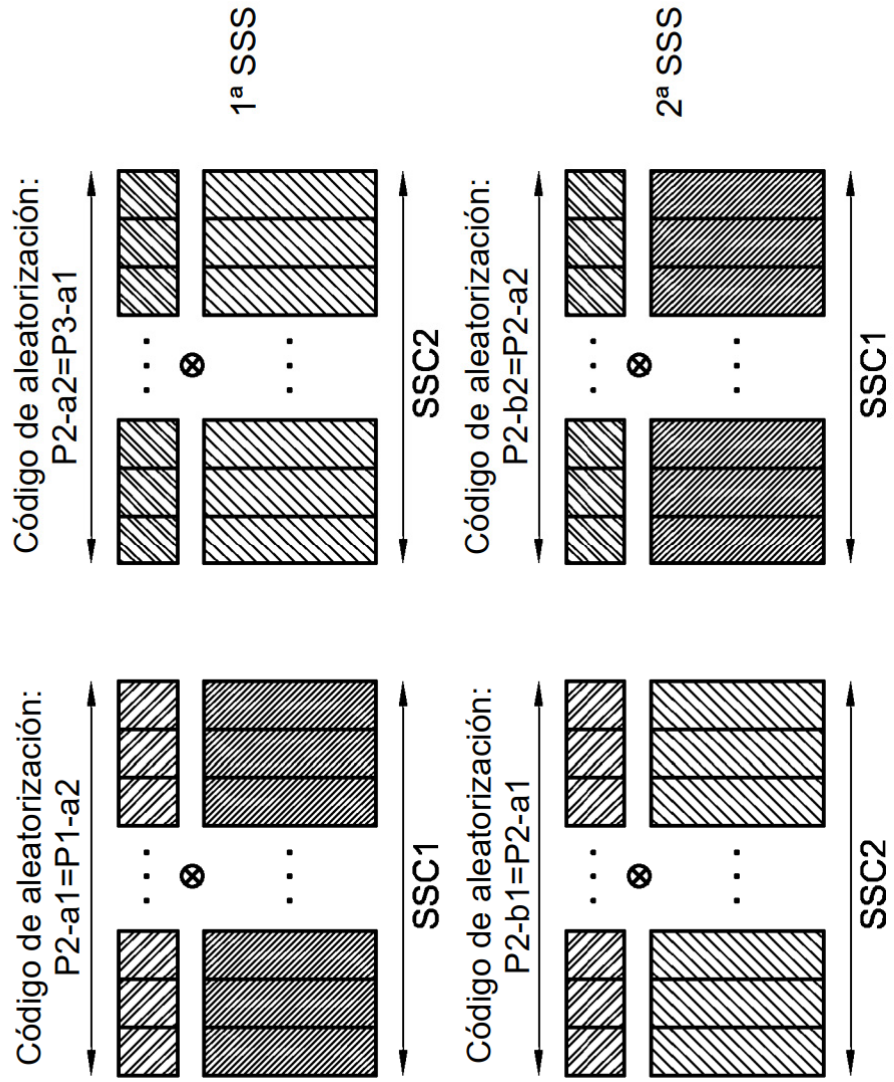 Código de aleatorización:
P2-a1=P1-a2
SSC1
Código de aleatorización:
P2-a2=P3-a1
SSC2
1ª SSS
Código de aleatorización:
P2-b1=P2-a1
SSC2
Código de aleatorización:
P2-b2=P2-a2
SSC1
2ª SSS